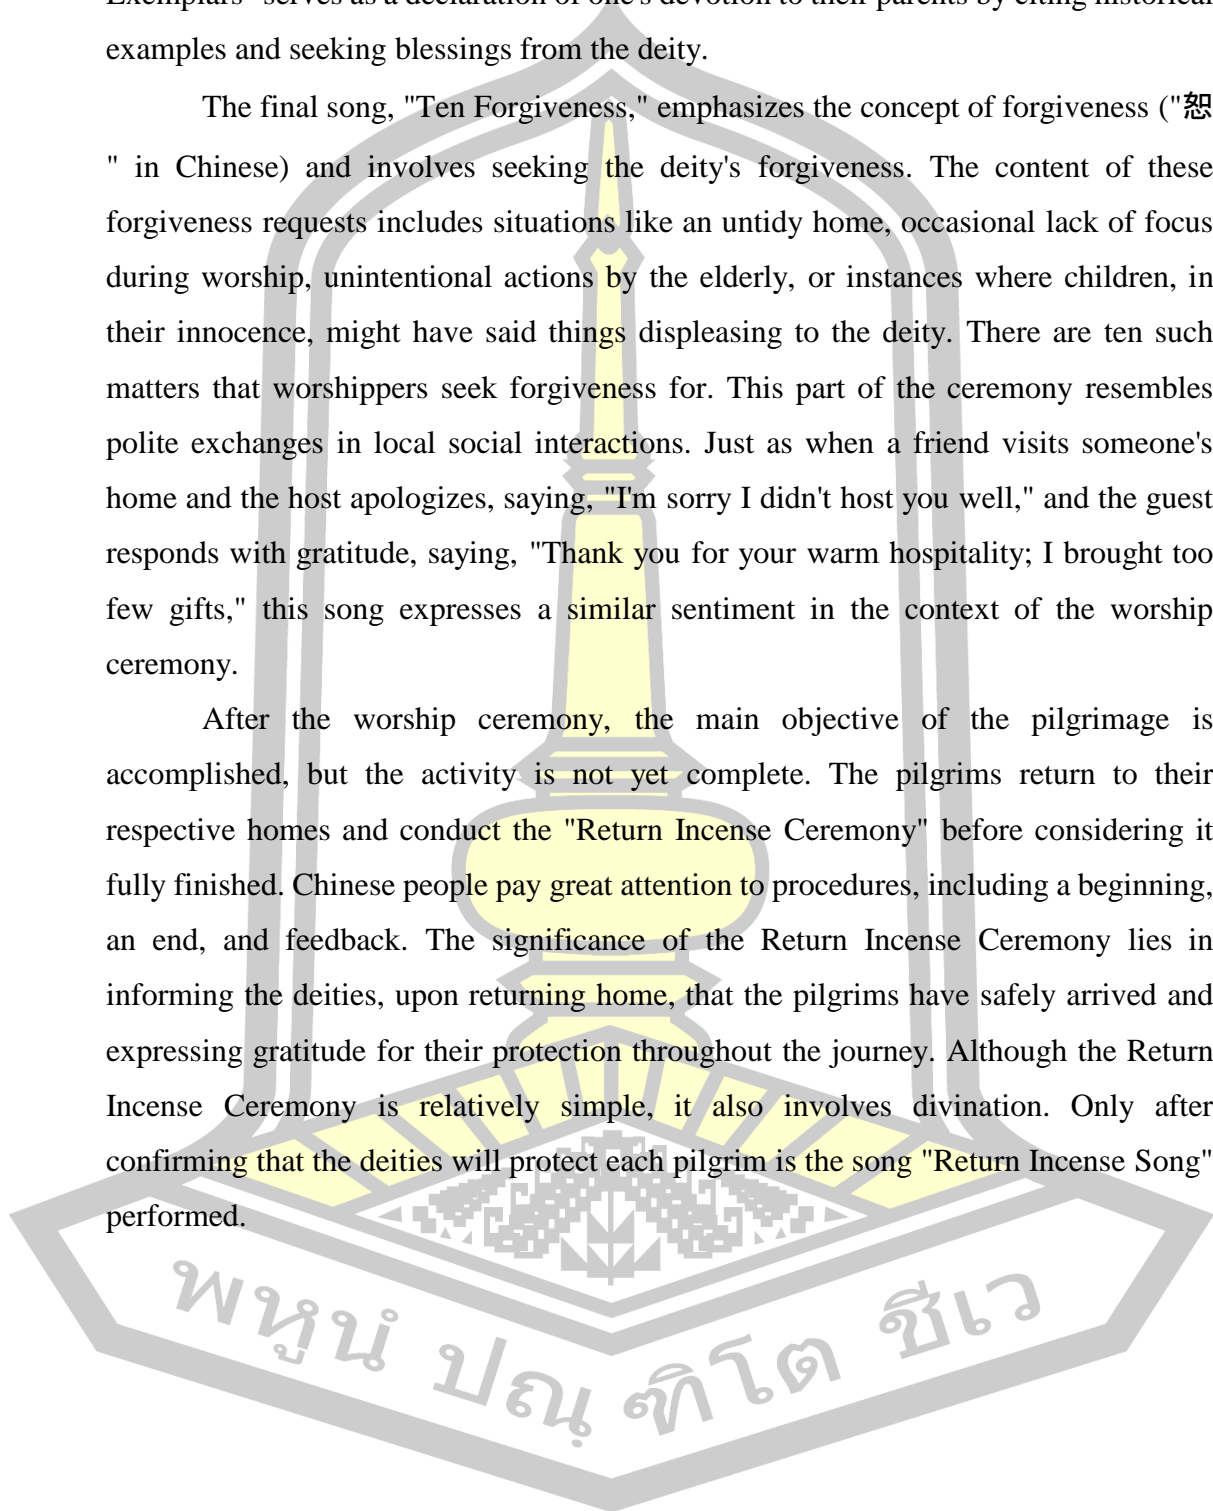 Exemplars" serves as a declaration of one's devotion to their parents by citing historical
examples and seeking blessings from the deity.
The final song, "Ten Forgiveness," emphasizes the concept of forgiveness ("恕
" in Chinese) and involves seeking the deity's forgiveness. The content of these
forgiveness requests includes situations like an untidy home, occasional lack of focus
during worship, unintentional actions by the elderly, or instances where children, in
their innocence, might have said things displeasing to the deity. There are ten such
matters that worshippers seek forgiveness for. This part of the ceremony resembles
polite exchanges in local social interactions. Just as when a friend visits someone's
home and the host apologizes, saying, "I'm sorry I didn't host you well," and the guest
responds with gratitude, saying, "Thank you for your warm hospitality; I brought too
few gifts," this song expresses a similar sentiment in the context of the worship
ceremony.
After the worship ceremony, the main objective of the pilgrimage is
accomplished, but the activity is not yet complete. The pilgrims return to their
respective homes and conduct the "Return Incense Ceremony" before considering it
fully finished. Chinese people pay great attention to procedures, including a beginning,
an end, and feedback. The significance of the Return Incense Ceremony lies in
informing the deities, upon returning home, that the pilgrims have safely arrived and
expressing gratitude for their protection throughout the journey. Although the Return
Incense Ceremony is relatively simple, it also involves divination. Only after
confirming that the deities will protect each pilgrim is the song "Return Incense Song"
performed.
พหูนํ ปณฺฑิโต ชีเว